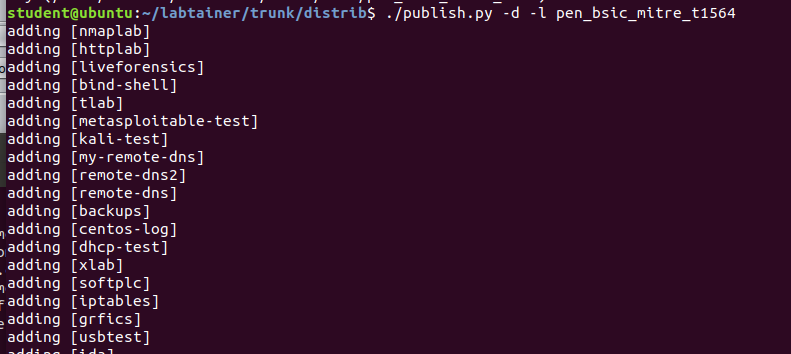 student@ubuntu:~/labtainer/trunk/distrib$ ./publish.py -d -l pen_bsic_mitre_t1564
adding [nmaplab]
adding [httplab]
adding [liveforensics]
adding [bind-shell]
adding [tlab]
adding [metasploitable-test]
adding [kali-test]
adding [my-remote-dns]
adding [remote-dns2]
adding [remote-dns]
adding [backups]
adding [centos-log]
adding [dhcp-test]
adding [xlab]
adding [softplc]
adding [iptables]
adding [grfics]
adding [usbtest]
adding [ida]